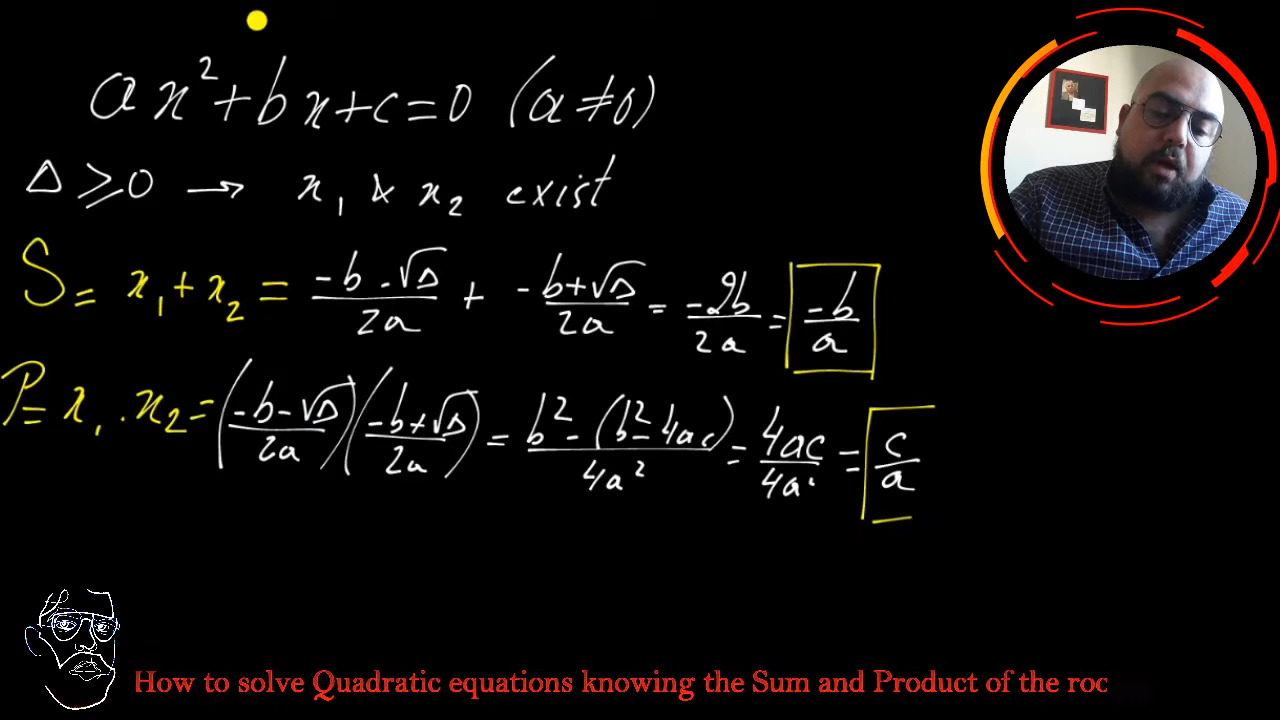 ax²+bx+c=0 (a≠0)
Δ≥0 → x₁ & x₂ exist
S = x₁+x₂ = (-b-√Δ)/2a + (-b+√Δ)/2a = -2b/2a = -b/a
P = x₁.x₂ = ((-b-√Δ)/2a)((-b+√Δ)/2a) = (b²-(b²-4ac))/4a² = 4ac/4a² = c/a
How to solve Quadratic equations knowing the Sum and Product of the roc